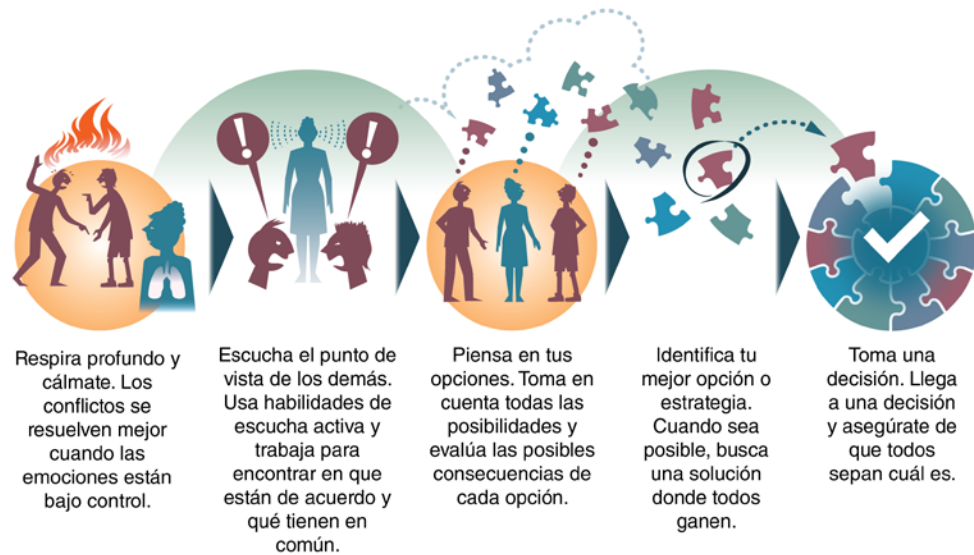 Respira profundo y
cálmate. Los
conflictos se
resuelven mejor
cuando las
emociones están
bajo control.
Escucha el punto de
vista de los demás.
Usa habilidades de
escucha activa y
trabaja para
encontrar en que
están de acuerdo y
qué tienen en
común.
Piensa en tus
opciones. Toma en
cuenta todas las
posibilidades y
evalúa las posibles
consecuencias de
cada opción.
Identifica tu
mejor opción o
estrategia.
Cuando sea
posible, busca
una solución
donde todos
ganen.
Toma una
decisión. Llega
a una decisión
y asegúrate de
que todos
sepan cuál es.